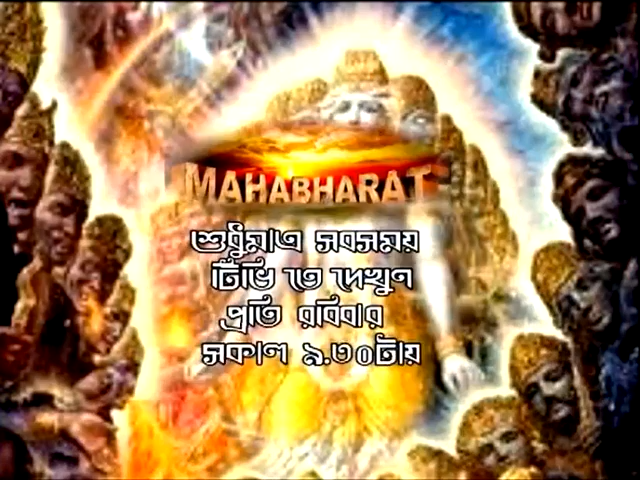 MAHABHARAT
শুধুমাত্র সবসময়
টিভি তে দেখুন
প্রতি রবিবার
সকাল ৯.৩০টায়